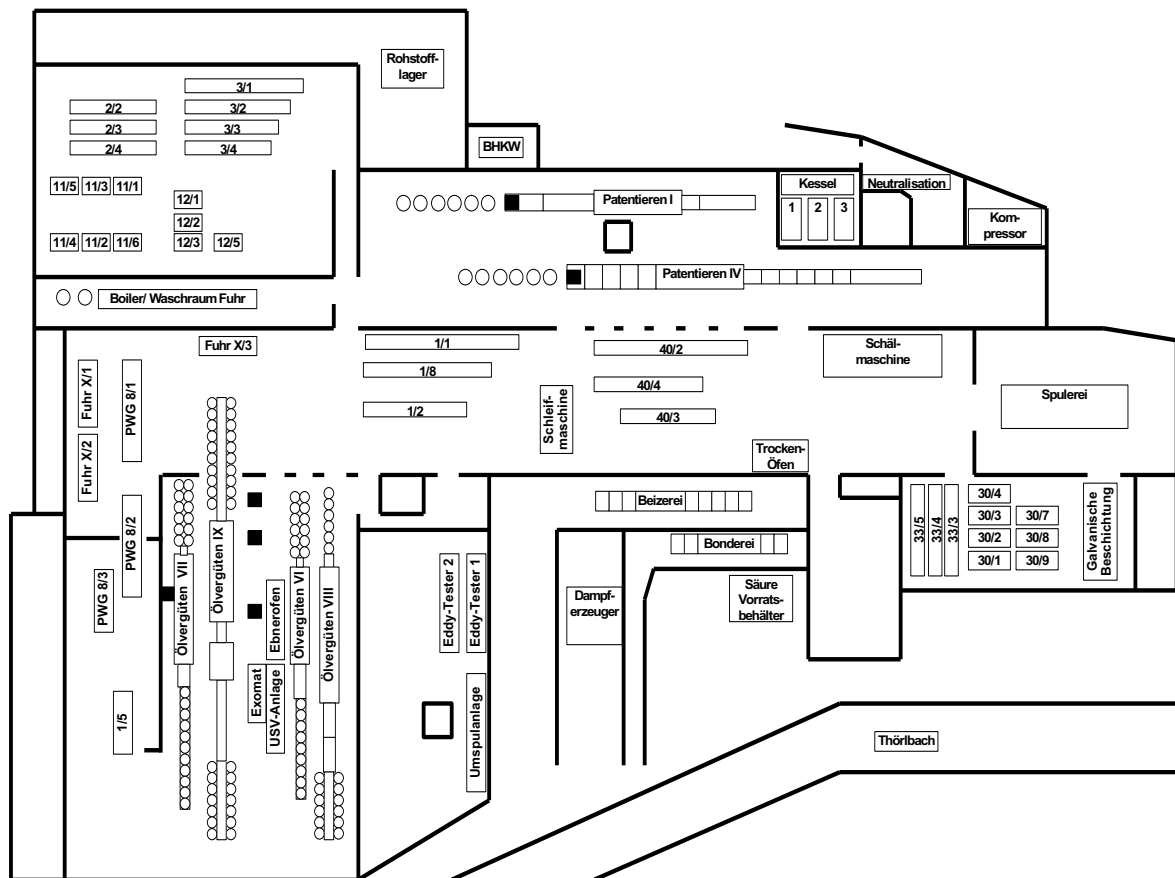 Rohstoff-
lager
3/1
2/2
3/2
2/3
3/3
2/4
3/4
BHKW
11/5
11/3
11/1
12/1
12/2
11/4
11/2
11/6
12/3
12/5
Patentieren I
Kessel
1
2
3
Neutralisation
Kom-
pressor
Patentieren IV
Boiler/ Waschraum Fuhr
Fuhr X/3
1/1
1/8
1/2
40/2
40/4
40/3
Schäl-
maschine
Schleif-
maschine
Spulerei
Fuhr X/1
PWG 8/1
Fuhr X/2
Trocken-
Öfen
PWG 8/2
PWG 8/3
1/5
Ölvergüten VII
Ölvergüten IX
Ebnerofen
Exomat
USV-Anlage
Ölvergüten VI
Ölvergüten VIII
Eddy-Tester 2
Eddy-Tester 1
Umspulanlage
Beizerei
Bonderei
Dampf-
erzeuger
Säure
Vorrats-
behälter
33/5
33/4
33/3
30/4
30/3
30/7
30/2
30/8
30/1
30/9
Galvanische
Beschichtung
Thörlbach